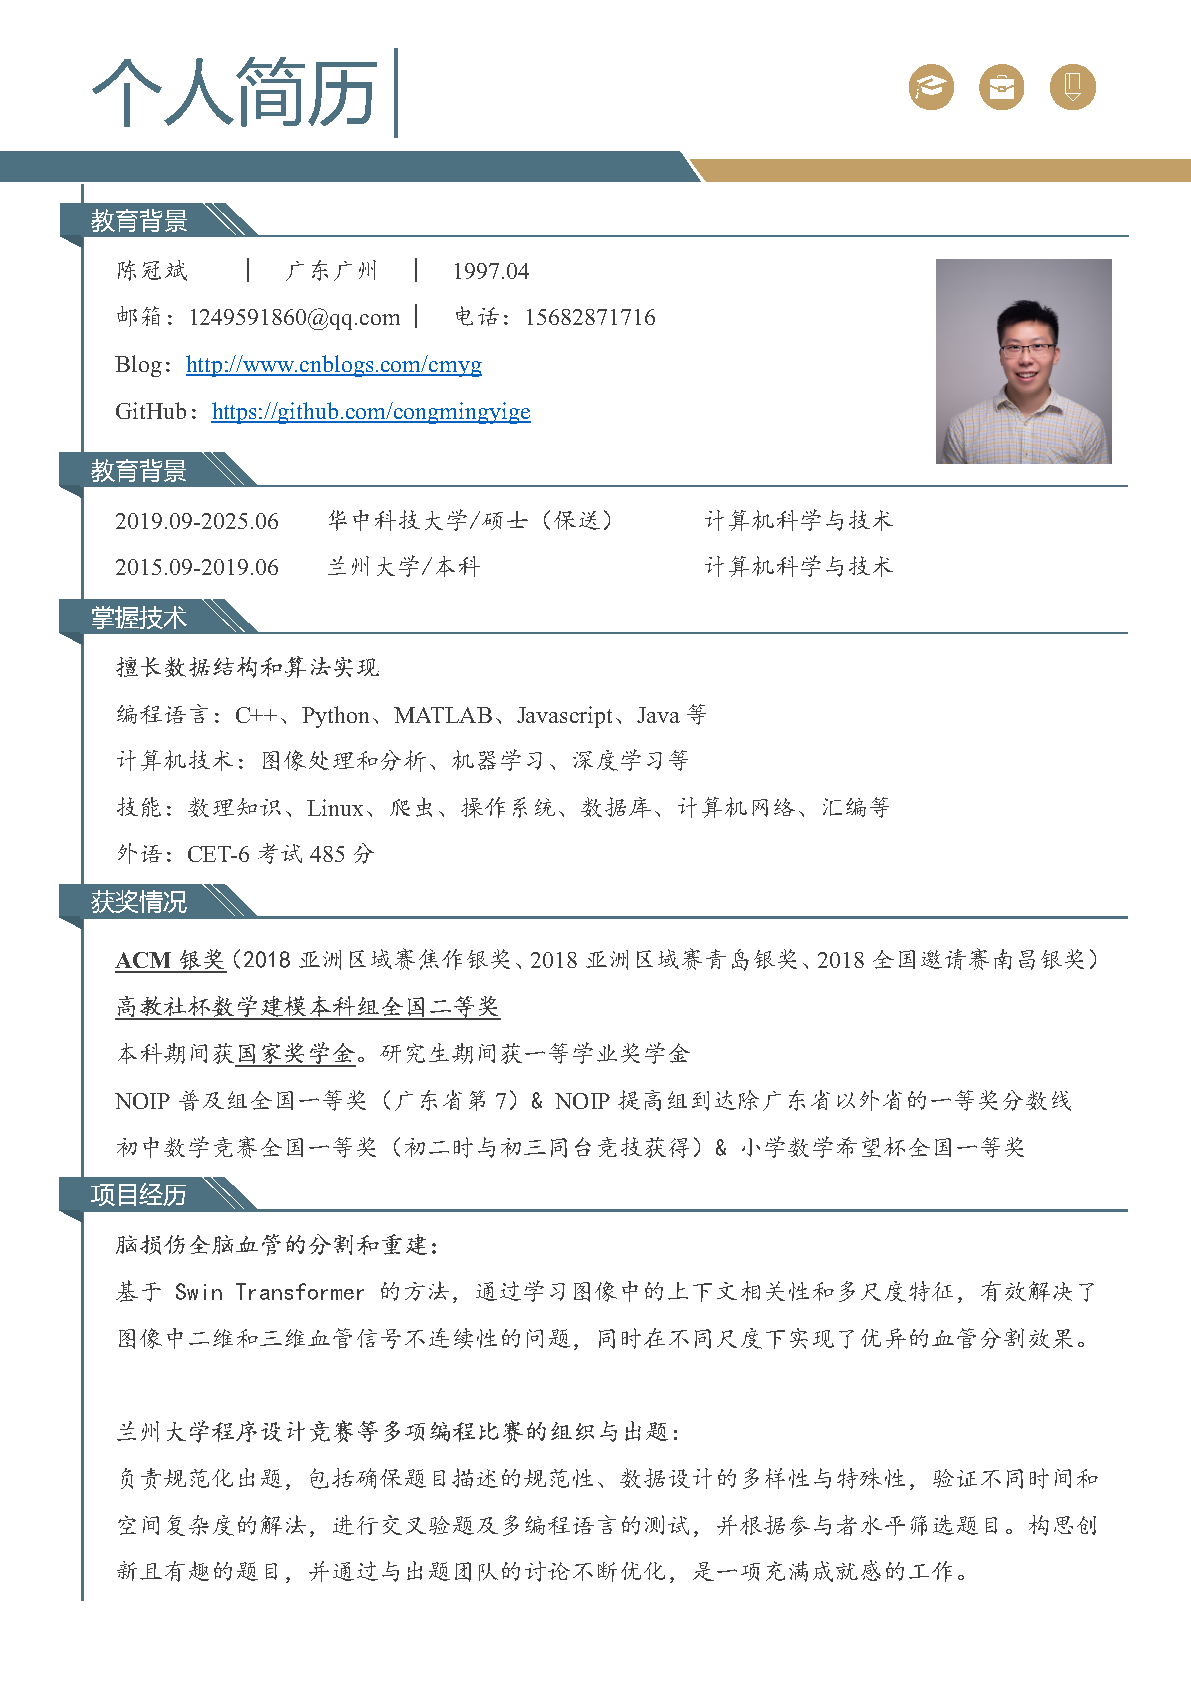 个人简历
教育背景
陈冠斌 | 广东广州 | 1997.04
邮箱：1249591860@qq.com | 电话：15682871716
Blog：http://www.cnblogs.com/cmyg
GitHub：https://github.com/congmingyige
教育背景
2019.09-2025.06 华中科技大学/硕士（保送） 计算机科学与技术
2015.09-2019.06 兰州大学/本科 计算机科学与技术
掌握技术
擅长数据结构和算法实现
编程语言：C++、Python、MATLAB、Javascript、Java 等
计算机技术：图像处理和分析、机器学习、深度学习等
技能：数理知识、Linux、爬虫、操作系统、数据库、计算机网络、汇编等
外语：CET-6 考试 485 分
获奖情况
ACM 银奖（2018 亚洲区域赛焦作银奖、2018 亚洲区域赛青岛银奖、2018 全国邀请赛南昌银奖）
高教社杯数学建模本科组全国二等奖
本科期间获国家奖学金。研究生期间获一等学业奖学金
NOIP 普及组全国一等奖（广东省第 7）& NOIP 提高组到达除广东省以外省的一等奖分数线
初中数学竞赛全国一等奖（初二时与初三同台竞技获得）& 小学数学希望杯全国一等奖
项目经历
脑损伤全脑血管的分割和重建：
基于 Swin Transformer 的方法，通过学习图像中的上下文相关性和多尺度特征，有效解决了
图像中二维和三维血管信号不连续性的问题，同时在不同尺度下实现了优异的血管分割效果。
兰州大学程序设计竞赛等多项编程比赛的组织与出题：
负责规范化出题，包括确保题目描述的规范性、数据设计的多样性与特殊性，验证不同时间和
空间复杂度的解法，进行交叉验题及多编程语言的测试，并根据参与者水平筛选题目。构思创
新且有趣的题目，并通过与出题团队的讨论不断优化，是一项充满成就感的工作。